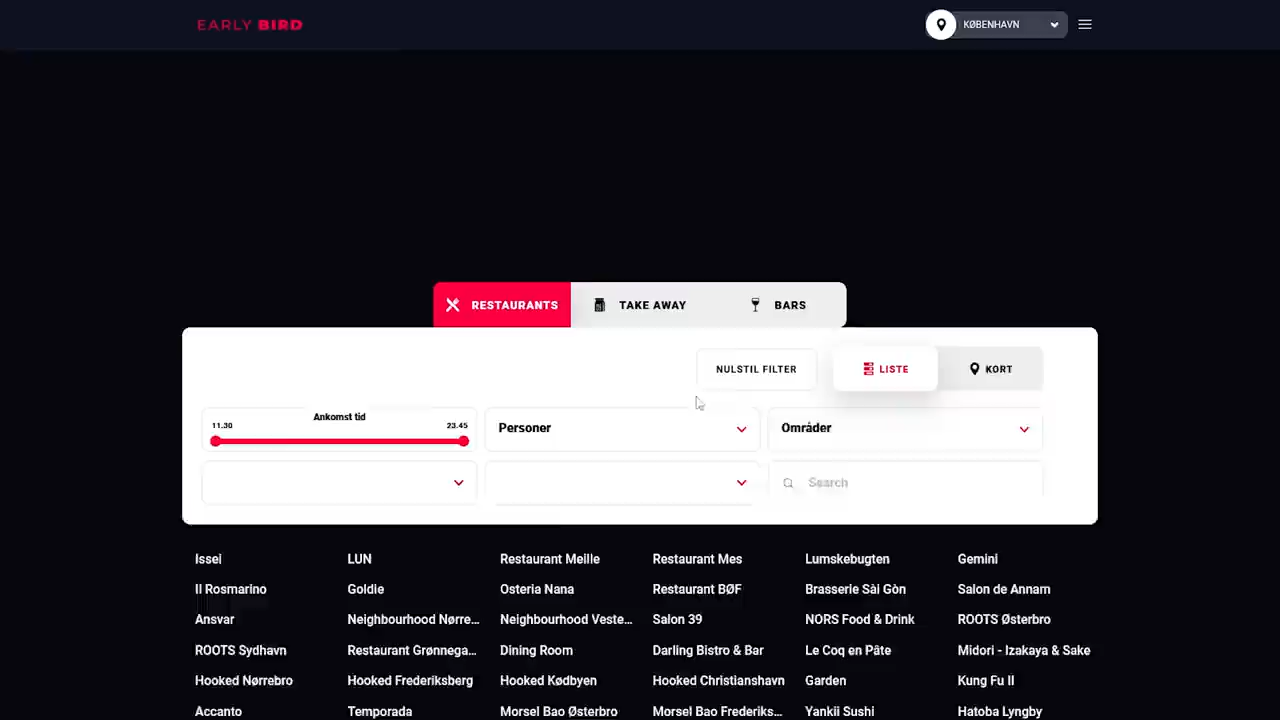 EARLY BIRD
KØBENHAVN
RESTAURANTS
TAKE AWAY
BARS
NULSTIL FILTER
LISTE
KORT
Ankomst tid
11.30
23.45
Personer
Områder
Search
Issei
LUN
Restaurant Meille
Restaurant Mes
Lumskebugten
Gemini
Il Rosmarino
Goldie
Osteria Nana
Restaurant BØF
Brasserie Sài Gòn
Salon de Annam
Ansvar
Neighbourhood Nørre...
Neighbourhood Veste...
Salon 39
NORS Food & Drink
ROOTS Østerbro
ROOTS Sydhavn
Restaurant Grønnega...
Dining Room
Darling Bistro & Bar
Le Coq en Pâte
Midori - Izakaya & Sake
Hooked Nørrebro
Hooked Frederiksberg
Hooked Kødbyen
Hooked Christianshavn
Garden
Kung Fu II
Accanto
Temporada
Morsel Bao Østerbro
Morsel Bao Frederiks...
Yankii Sushi
Hatoba Lyngby